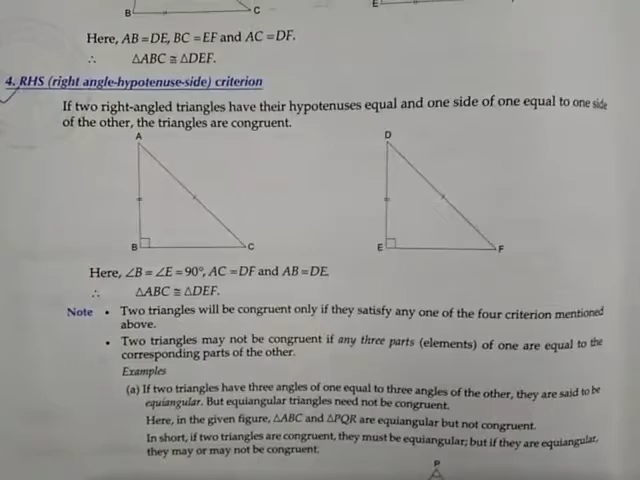 B C E
Here, AB = DE, BC = EF and AC = DF.
∴ △ABC ≅ △DEF.
4. RHS (right angle-hypotenuse-side) criterion
If two right-angled triangles have their hypotenuses equal and one side of one equal to one side
of the other, the triangles are congruent.
A D
B C E F
Here, ∠B = ∠E = 90°, AC = DF and AB = DE.
∴ △ABC ≅ △DEF.
Note • Two triangles will be congruent only if they satisfy any one of the four criterion mentioned
above.
• Two triangles may not be congruent if any three parts (elements) of one are equal to the
corresponding parts of the other.
Examples
(a) If two triangles have three angles of one equal to three angles of the other, they are said to be
equiangular. But equiangular triangles need not be congruent.
Here, in the given figure, △ABC and △PQR are equiangular but not congruent.
In short, if two triangles are congruent, they must be equiangular; but if they are equiangular,
they may or may not be congruent.
P